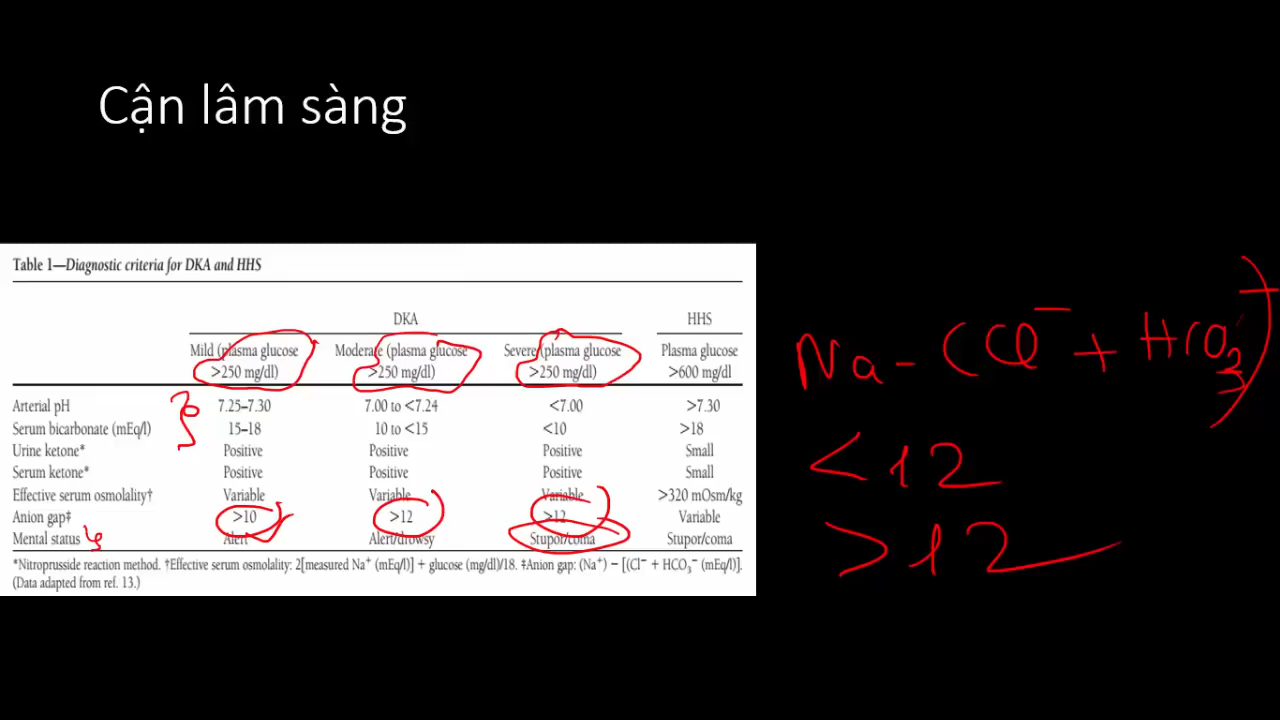 Cận lâm sàng
Table 1—Diagnostic criteria for DKA and HHS
DKA HHS
Mild (plasma glucose Moderate (plasma glucose Severe (plasma glucose Plasma glucose
>250 mg/dl) >250 mg/dl) >250 mg/dl) >600 mg/dl
Arterial pH 7.25–7.30 7.00 to <7.24 <7.00 >7.30
Serum bicarbonate (mEq/l) 15–18 10 to <15 <10 >18
Urine ketone* Positive Positive Positive Small
Serum ketone* Positive Positive Positive Small
Effective serum osmolality† Variable Variable Variable >320 mOsm/kg
Anion gap‡ >10 >12 >12 Variable
Mental status Alert Alert/drowsy Stupor/coma Stupor/coma
*Nitroprusside reaction method. †Effective serum osmolality: 2[measured Na⁺ (mEq/l)] + glucose (mg/dl)/18. ‡Anion gap: (Na⁺) − [(Cl⁻ + HCO₃⁻ (mEq/l)].
(Data adapted from ref. 13.)
Na - (Cl⁻ + HCO₃⁻)
<12
>12